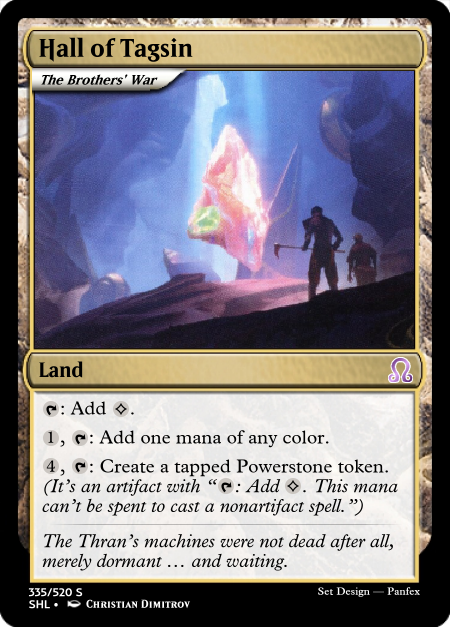 Hall of Tagsin
The Brothers' War
Land
: Add .
1, : Add one mana of any color.
4, : Create a tapped Powerstone token.
(It's an artifact with “: Add . This mana
can't be spent to cast a nonartifact spell.”)
The Thran's machines were not dead after all,
merely dormant … and waiting.
335/520 S
Set Design — Panfex
SHL • Christian Dimitrov